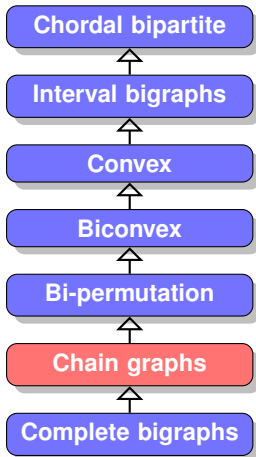 Chordal bipartite
Interval bigraphs
Convex
Biconvex
Bi-permutation
Chain graphs
Complete bigraphs